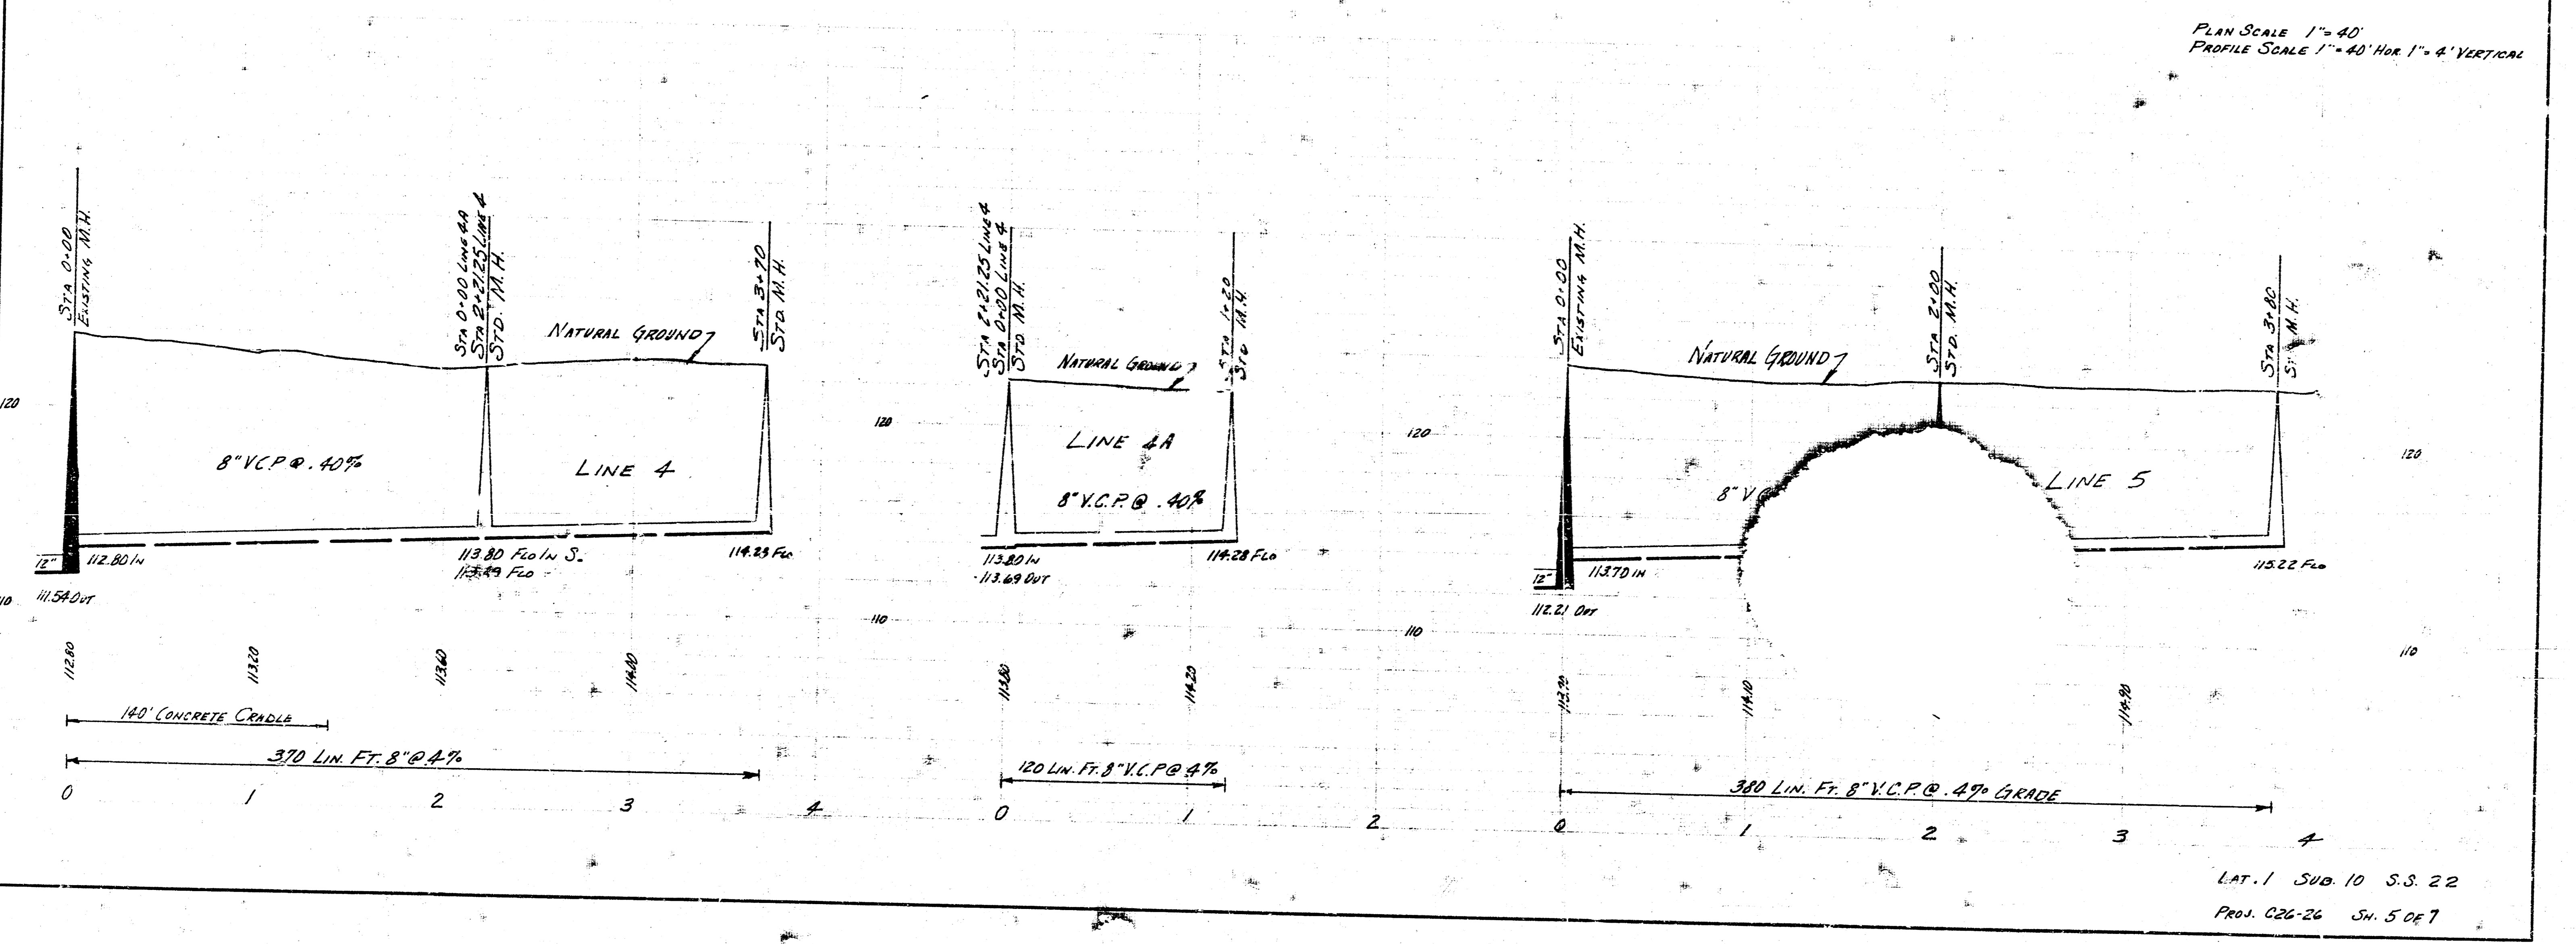 PLAN SCALE 1"=40'
PROFILE SCALE 1"=40' HOR. 1"=4' VERTICAL
STA 0+00
EXISTING M.H.
STA 0+00 LINE 4A
STA 2+21.25 LINE 4
STD. M.H.
NATURAL GROUND
STA 3+70
STD. M.H.
120
8" V.C.P @ .40%
LINE 4
12"
112.80 IN
113.80 FLO IN S.
FLO
114.23 FLO
110
111.54 OUT
112.80
113.20
113.60
114.00
140' CONCRETE CRADLE
370 LIN. FT. 8" @ .4%
0
1
2
3
4
STA 2+21.25 LINE 4
STA 0+00 LINE 4
STD M.H.
NATURAL GROUND
STA 1+20
STD M.H.
120
LINE 4A
8" V.C.P. @ .40%
113.80 IN
113.69 OUT
114.28 FLO
110
113.80
114.20
120 LIN. FT. 8" V.C.P @ .4%
0
1
2
STA 0+00
EXISTING M.H.
NATURAL GROUND
STA 2+00
STD. M.H.
STA 3+80
M.H.
120
120
8" V
LINE 5
12"
113.70 IN
115.22 FLO
112.21 OUT
110
110
113.70
114.10
114.90
380 LIN. FT. 8" V.C.P. @ .4% GRADE
0
1
2
3
4
LAT. 1 SUB. 10 S.S. 22
PROJ. C26-26 SH. 5 OF 7